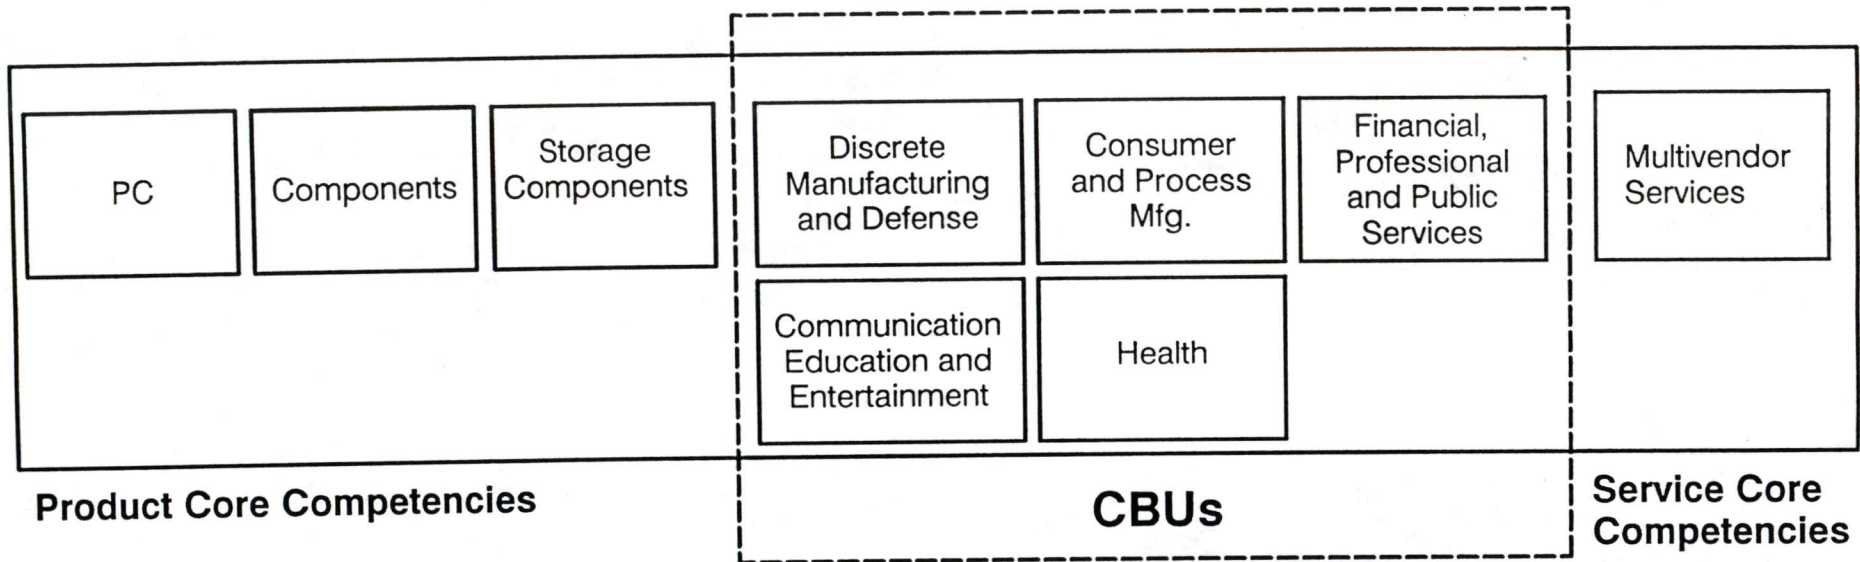 PC
Components
Storage
Components
Discrete
Manufacturing
and Defense
Consumer
and Process
Mfg.
Financial,
Professional
and Public
Services
Multivendor
Services
Communication
Education and
Entertainment
Health
Product Core Competencies
CBUs
Service Core
Competencies